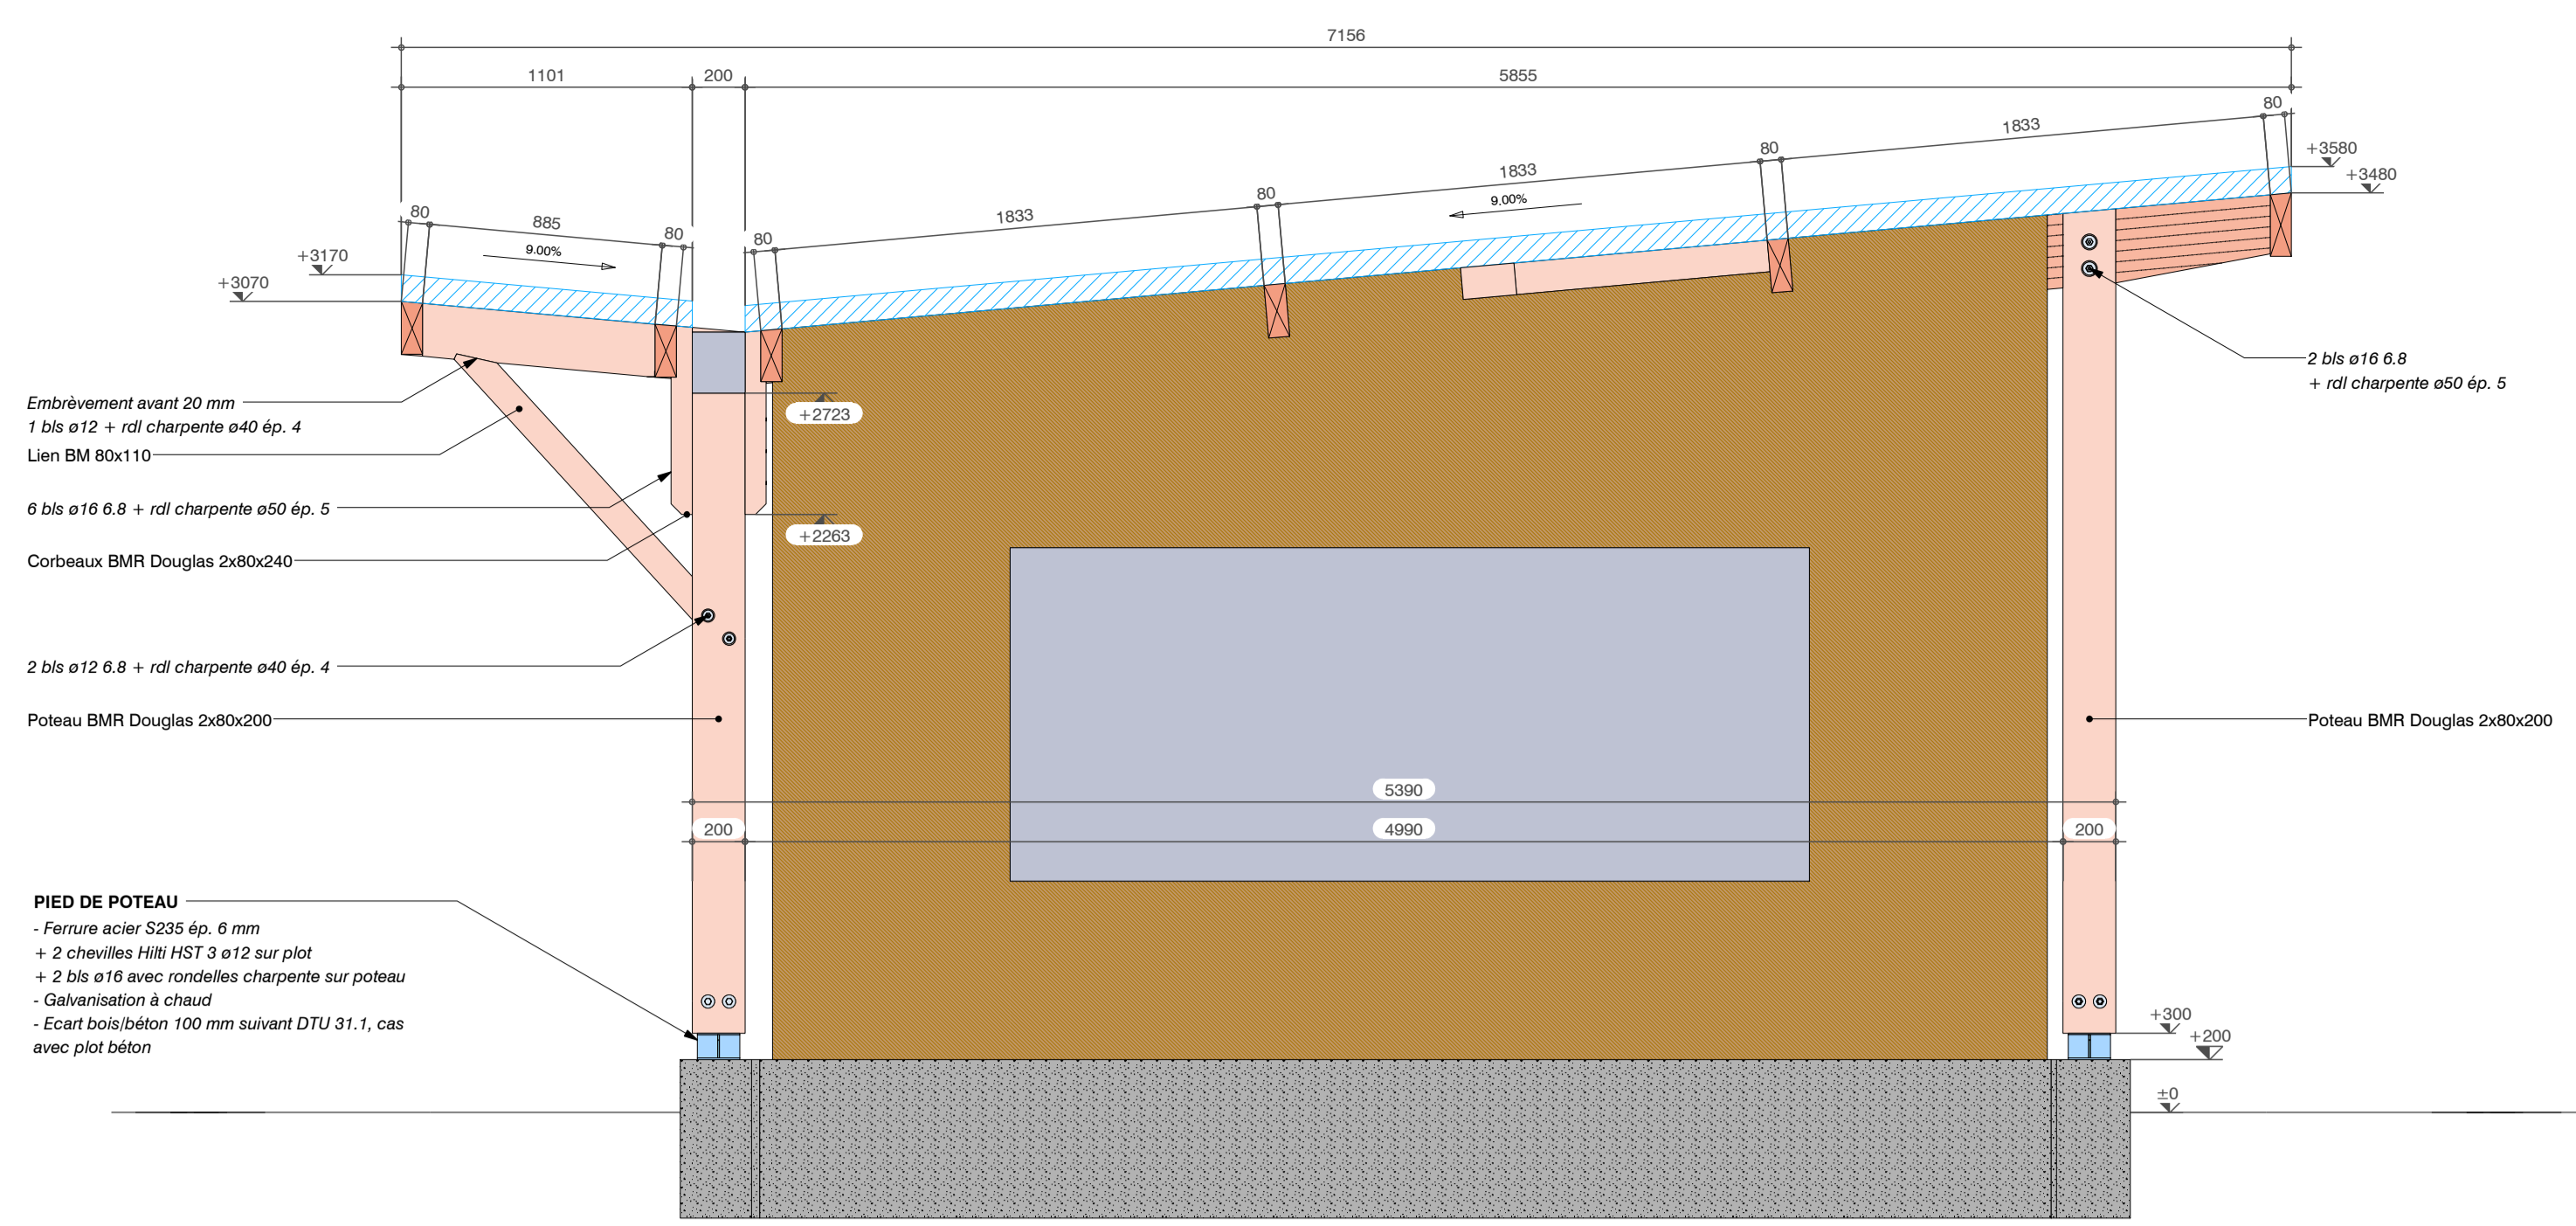 7156
1101 200 5855
80
1833
+3580
80
+3480
1833
9,00%
80
1833
80
885
80
80
9.00%
+3170
+3070
2 bls ø16 6.8
+ rdl charpente ø50 ép. 5
Embrèvement avant 20 mm
1 bls ø12 + rdl charpente ø40 ép. 4
+2723
Lien BM 80x110
6 bls ø16 6.8 + rdl charpente ø50 ép. 5
+2263
Corbeaux BMR Douglas 2x80x240
2 bls ø12 6.8 + rdl charpente ø40 ép. 4
Poteau BMR Douglas 2x80x200
Poteau BMR Douglas 2x80x200
5390
200 4990 200
PIED DE POTEAU
- Ferrure acier S235 ép. 6 mm
+ 2 chevilles Hilti HST 3 ø12 sur plot
+ 2 bls ø16 avec rondelles charpente sur poteau
- Galvanisation à chaud
- Ecart bois/béton 100 mm suivant DTU 31.1, cas
avec plot béton
+300
+200
±0